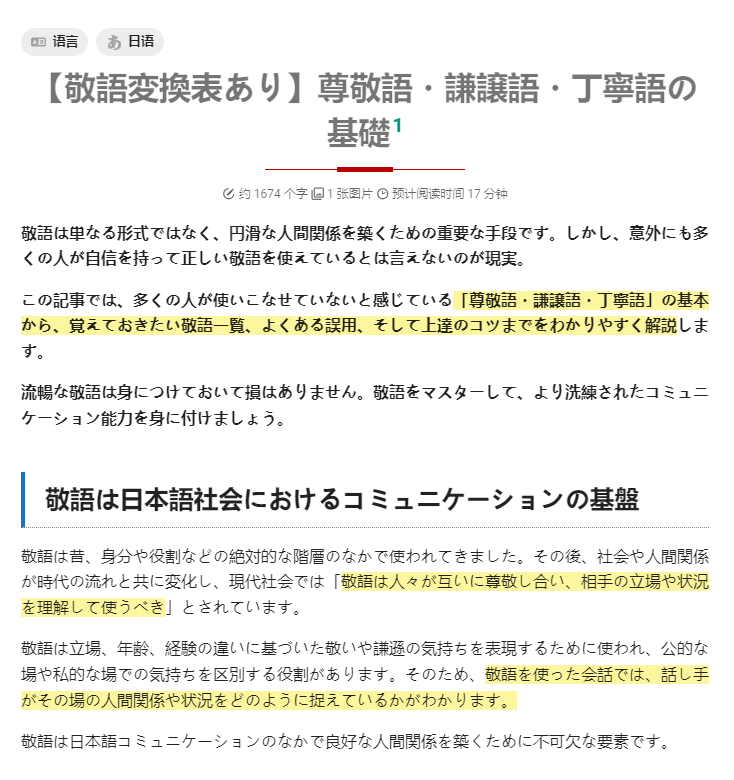 语言 日语
【敬語変換表あり】尊敬語・謙譲語・丁寧語の
基礎1
约 1674 个字 1 张图片 预计阅读时间 17 分钟
敬語は単なる形式ではなく、円滑な人間関係を築くための重要な手段です。しかし、意外にも多
くの人が自信を持って正しい敬語を使えているとは言えないのが現実。
この記事では、多くの人が使いこなせていないと感じている「尊敬語・謙譲語・丁寧語」の基本
から、覚えておきたい敬語一覧、よくある誤用、そして上達のコツまでをわかりやすく解説しま
す。
流暢な敬語は身につけておいて損はありません。敬語をマスターして、より洗練されたコミュニ
ケーション能力を身に付けましょう。
敬語は日本語社会におけるコミュニケーションの基盤
敬語は昔、身分や役割などの絶対的な階層のなかで使われてきました。その後、社会や人間関係
が時代の流れと共に変化し、現代社会では「敬語は人々が互いに尊敬し合い、相手の立場や状況
を理解して使うべき」とされています。
敬語は立場、年齢、経験の違いに基づいた敬いや謙遜の気持ちを表現するために使われ、公的な
場や私的な場での気持ちを区別する役割があります。そのため、敬語を使った会話では、話し手
がその場の人間関係や状況をどのように捉えているかがわかります。
敬語は日本語コミュニケーションのなかで良好な人間関係を築くために不可欠な要素です。